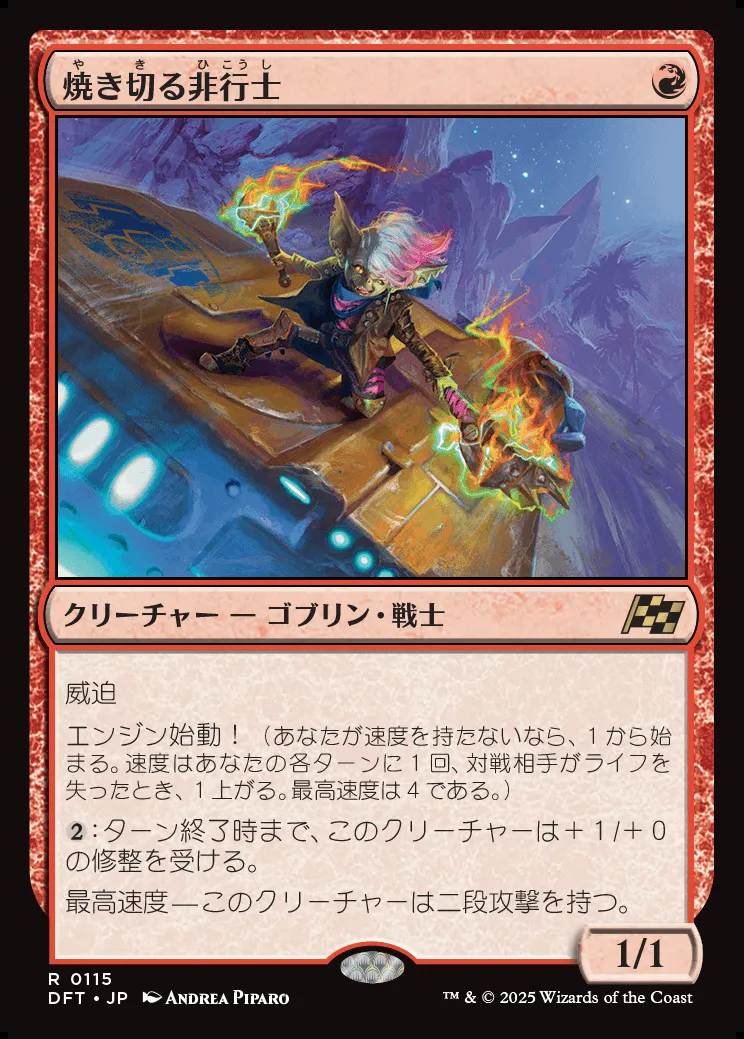 や き ひ こう し
焼き切る非行士
クリーチャー — ゴブリン・戦士
威迫
エンジン始動！（あなたが速度を持たないなら、１から始
まる。速度はあなたの各ターンに１回、対戦相手がライフを
失ったとき、１上がる。最高速度は４である。）
2：ターン終了時まで、このクリーチャーは＋１/＋０
の修整を受ける。
最高速度 — このクリーチャーは二段攻撃を持つ。
1/1
R 0115
DFT • JP Andrea Piparo
™ & © 2025 Wizards of the Coast